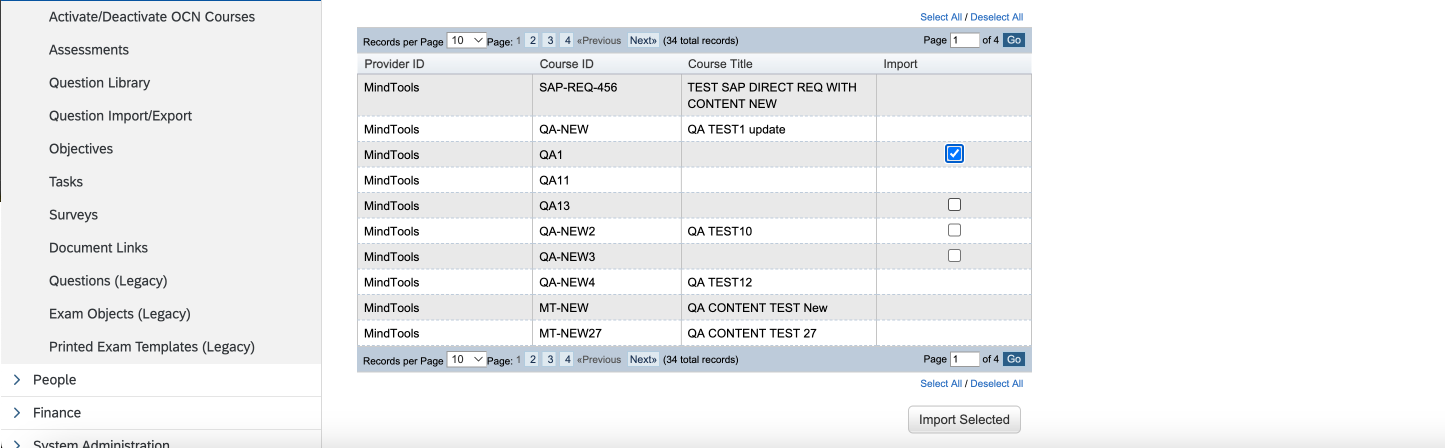 Activate/Deactivate OCN Courses
Assessments
Question Library
Question Import/Export
Objectives
Tasks
Surveys
Document Links
Questions (Legacy)
Exam Objects (Legacy)
Printed Exam Templates (Legacy)
People
Finance
System Administration
Select All / Deselect All
Records per Page 10 Page: 1 2 3 4 «Previous Next» (34 total records) Page 1 of 4 Go
Provider ID Course ID Course Title Import
MindTools SAP-REQ-456 TEST SAP DIRECT REQ WITH
CONTENT NEW
MindTools QA-NEW QA TEST1 update
MindTools QA1
MindTools QA11
MindTools QA13
MindTools QA-NEW2 QA TEST10
MindTools QA-NEW3
MindTools QA-NEW4 QA TEST12
MindTools MT-NEW QA CONTENT TEST New
MindTools MT-NEW27 QA CONTENT TEST 27
Records per Page 10 Page: 1 2 3 4 «Previous Next» (34 total records) Page 1 of 4 Go
Select All / Deselect All
Import Selected